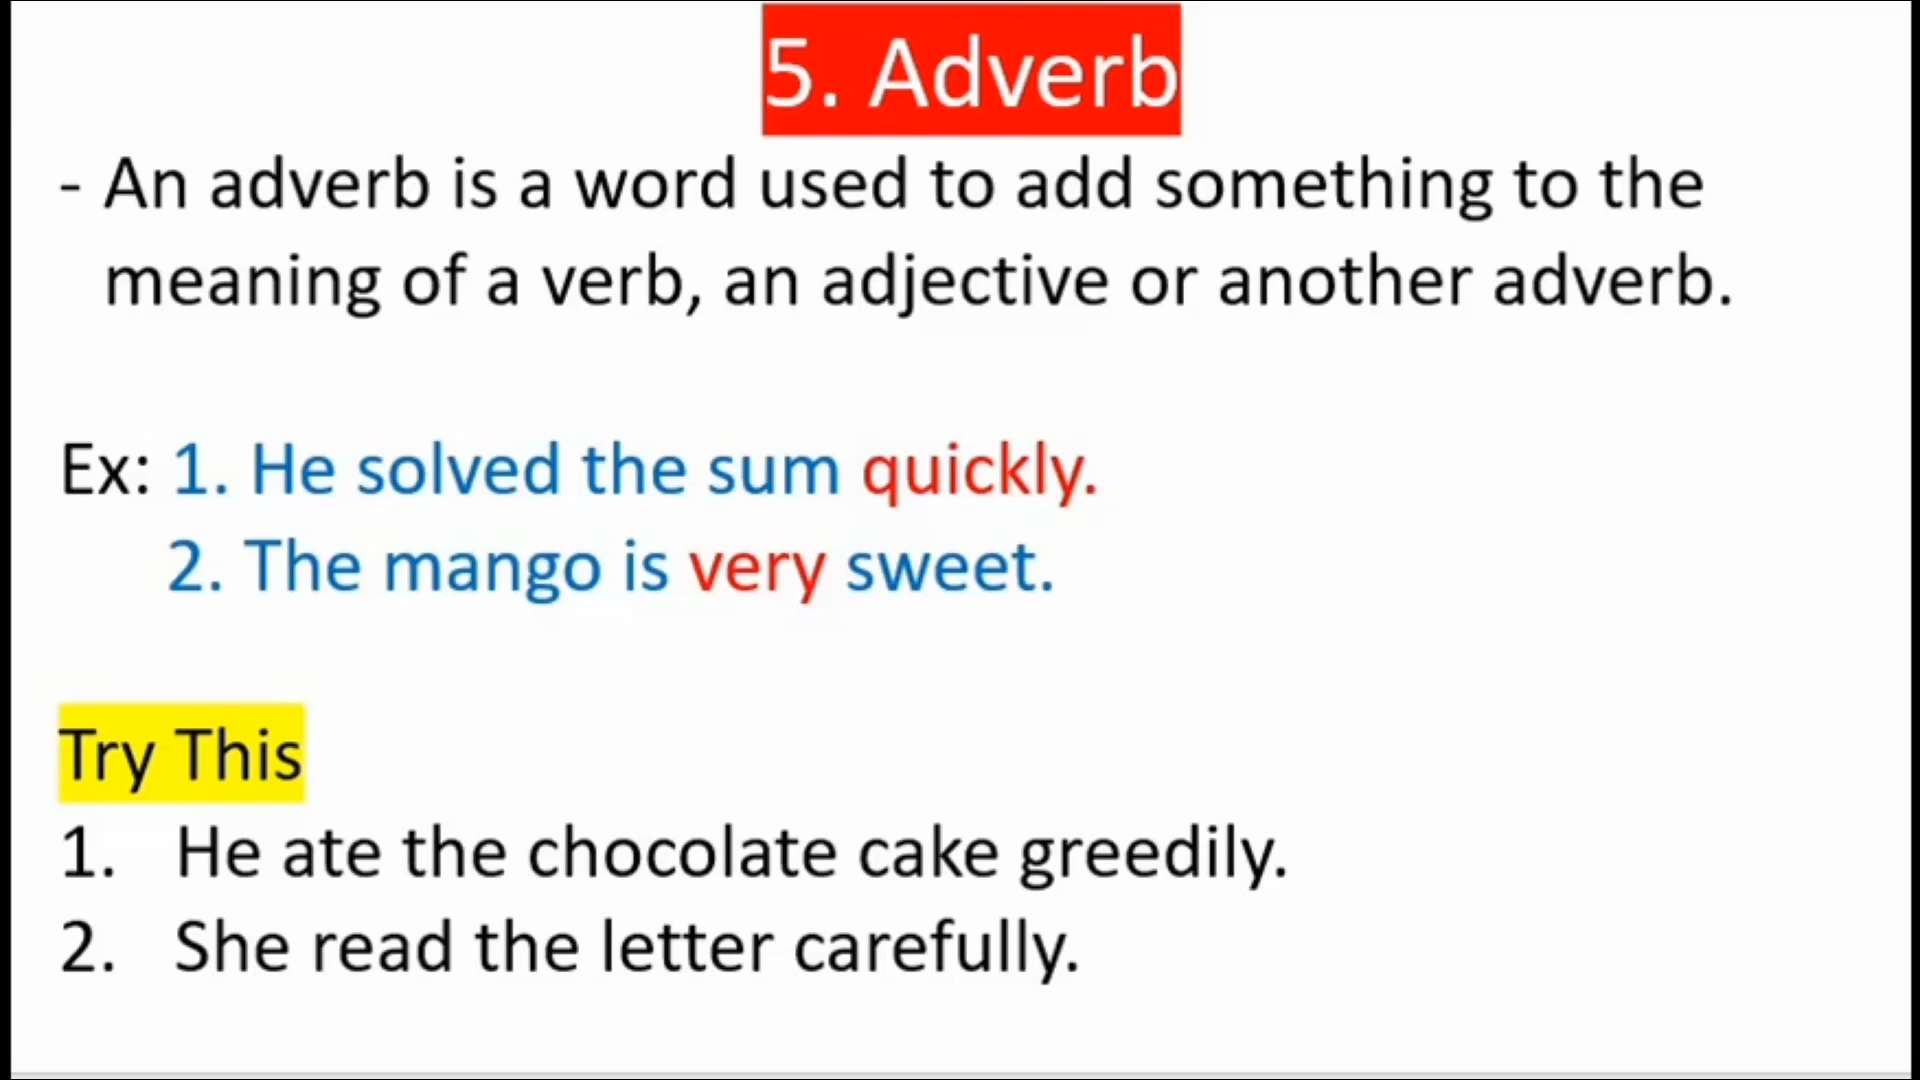 5. Adverb
- An adverb is a word used to add something to the
meaning of a verb, an adjective or another adverb.
Ex: 1. He solved the sum quickly.
2. The mango is very sweet.
Try This
1. He ate the chocolate cake greedily.
2. She read the letter carefully.